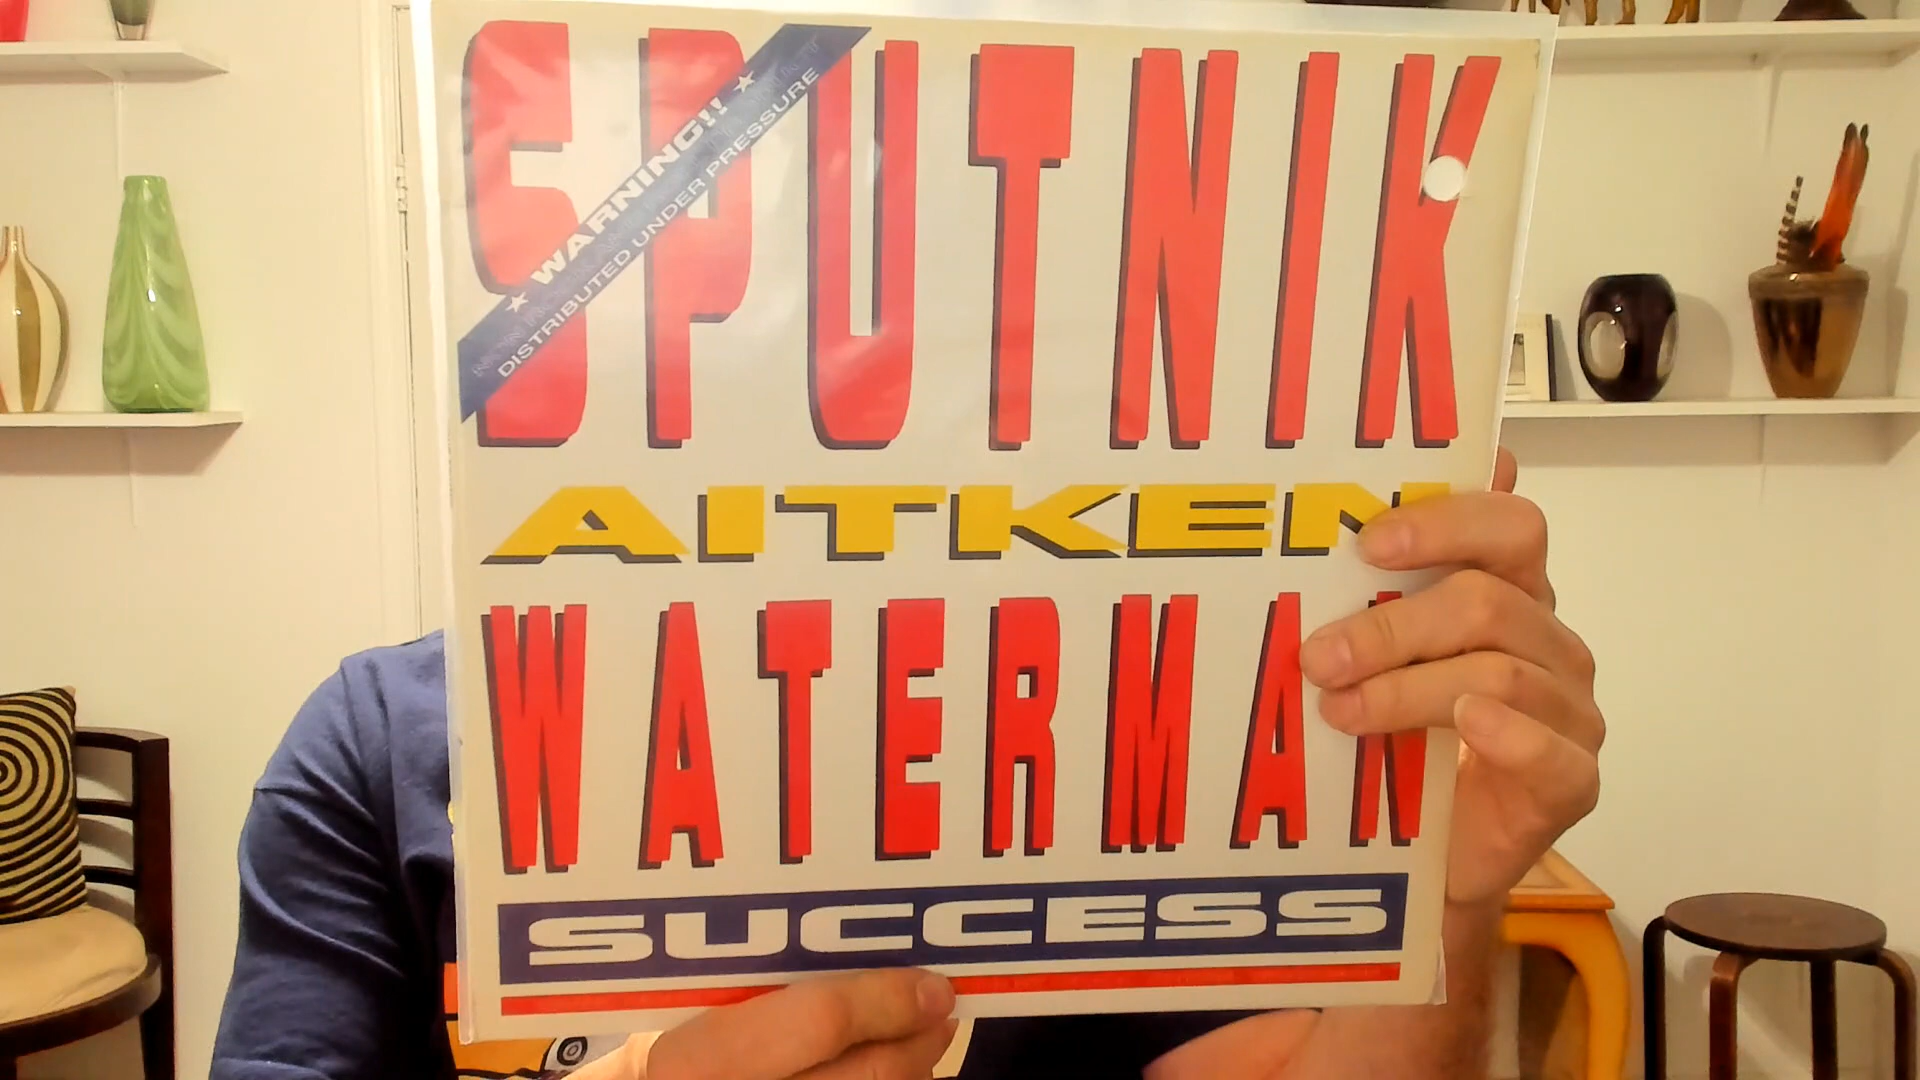 SPUTNIK
★ WARNING!! ★
DISTRIBUTED UNDER PRESSURE
AITKEN
WATERMAN
SUCCESS